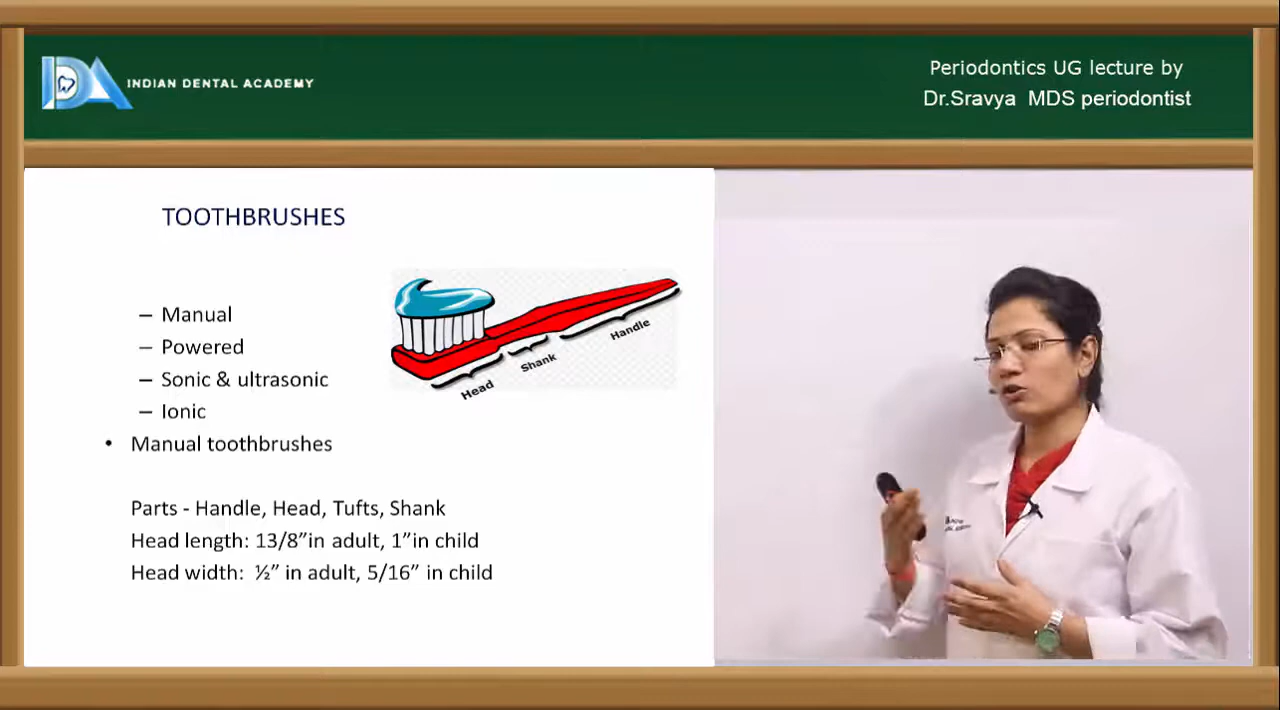 INDIAN DENTAL ACADEMY
Periodontics UG lecture by
Dr.Sravya MDS periodontist
TOOTHBRUSHES
– Manual
– Powered
– Sonic & ultrasonic
– Ionic
• Manual toothbrushes
Head
Shank
Handle
Parts - Handle, Head, Tufts, Shank
Head length: 13/8”in adult, 1”in child
Head width: ½” in adult, 5/16” in child